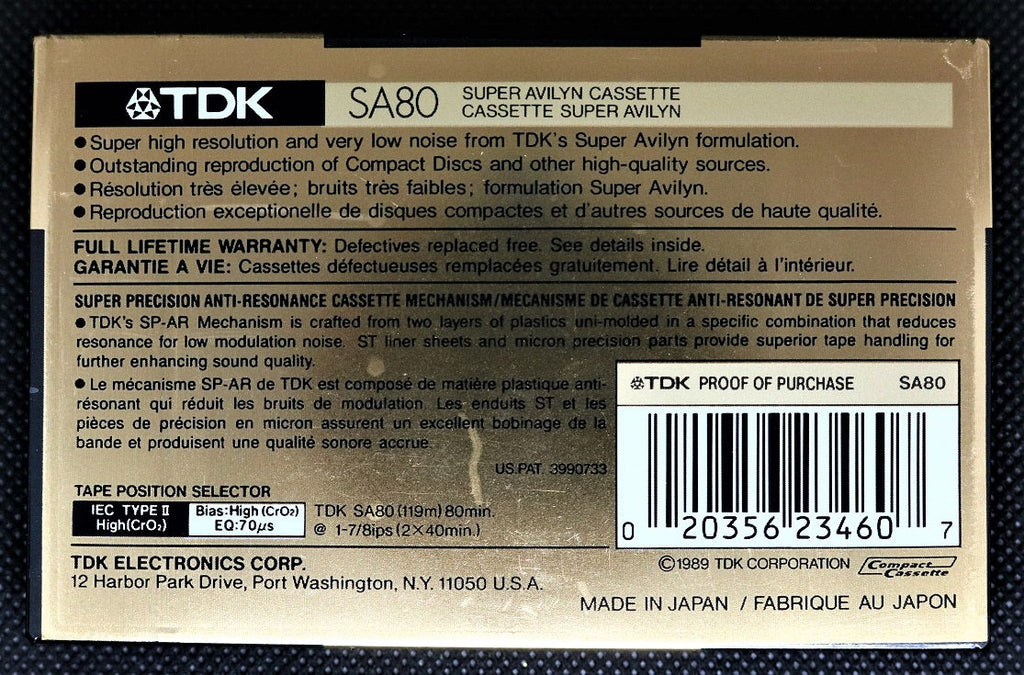 TDK SA80 SUPER AVILYN CASSETTE
CASSETTE SUPER AVILYN
●Super high resolution and very low noise from TDK's Super Avilyn formulation.
●Outstanding reproduction of Compact Discs and other high-quality sources.
●Résolution très élevée; bruits très faibles; formulation Super Avilyn.
●Reproduction exceptionelle de disques compactes et d'autres sources de haute qualité.
FULL LIFETIME WARRANTY: Defectives replaced free. See details inside.
GARANTIE A VIE: Cassettes défectueuses remplacées gratuitement. Lire détail à l'intérieur.
SUPER PRECISION ANTI-RESONANCE CASSETTE MECHANISM/MECANISME DE CASSETTE ANTI-RESONANT DE SUPER PRECISION
●TDK's SP-AR Mechanism is crafted from two layers of plastics uni-molded in a specific combination that reduces
resonance for low modulation noise. ST liner sheets and micron precision parts provide superior tape handling for
further enhancing sound quality.
●Le mécanisme SP-AR de TDK est composé de matière plastique anti-
résonant qui réduit les bruits de modulation. Les enduits ST et les
pièces de précision en micron assurent un excellent bobinage de la
bande et produisent une qualité sonore accrue.
US.PAT. 3990733
TDK PROOF OF PURCHASE SA80
0 20356 23460 7
TAPE POSITION SELECTOR
IEC TYPE II
High(CrO₂)
Bias:High(CrO₂)
EQ:70μs
TDK SA80(119m)80min.
@ 1-7/8ips(2×40min.)
TDK ELECTRONICS CORP.
12 Harbor Park Drive, Port Washington, N.Y. 11050 U.S.A.
©1989 TDK CORPORATION Compact Cassette
MADE IN JAPAN / FABRIQUE AU JAPON